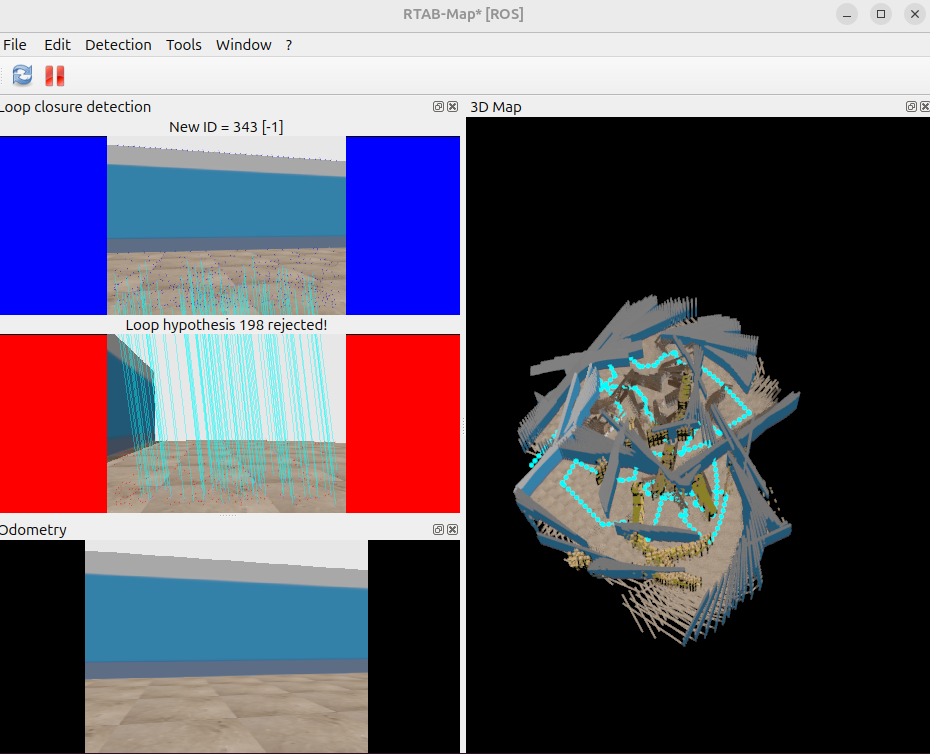 RTAB-Map* [ROS]
File Edit Detection Tools Window ?
Loop closure detection
3D Map
New ID = 343 [-1]
Loop hypothesis 198 rejected!
Odometry